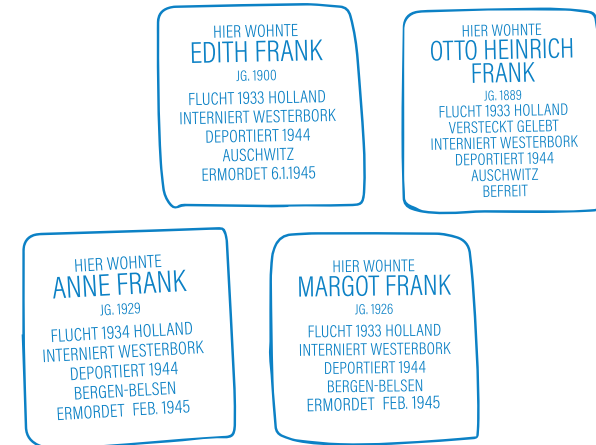 HIER WOHNTE
EDITH FRANK
JG. 1900
FLUCHT 1933 HOLLAND
INTERNIERT WESTERBORK
DEPORTIERT 1944
AUSCHWITZ
ERMORDET 6.1.1945
HIER WOHNTE
OTTO HEINRICH
FRANK
JG. 1889
FLUCHT 1933 HOLLAND
VERSTECKT GELEBT
INTERNIERT WESTERBORK
DEPORTIERT 1944
AUSCHWITZ
BEFREIT
HIER WOHNTE
ANNE FRANK
JG. 1929
FLUCHT 1934 HOLLAND
INTERNIERT WESTERBORK
DEPORTIERT 1944
BERGEN-BELSEN
ERMORDET FEB. 1945
HIER WOHNTE
MARGOT FRANK
JG. 1926
FLUCHT 1933 HOLLAND
INTERNIERT WESTERBORK
DEPORTIERT 1944
BERGEN-BELSEN
ERMORDET FEB. 1945